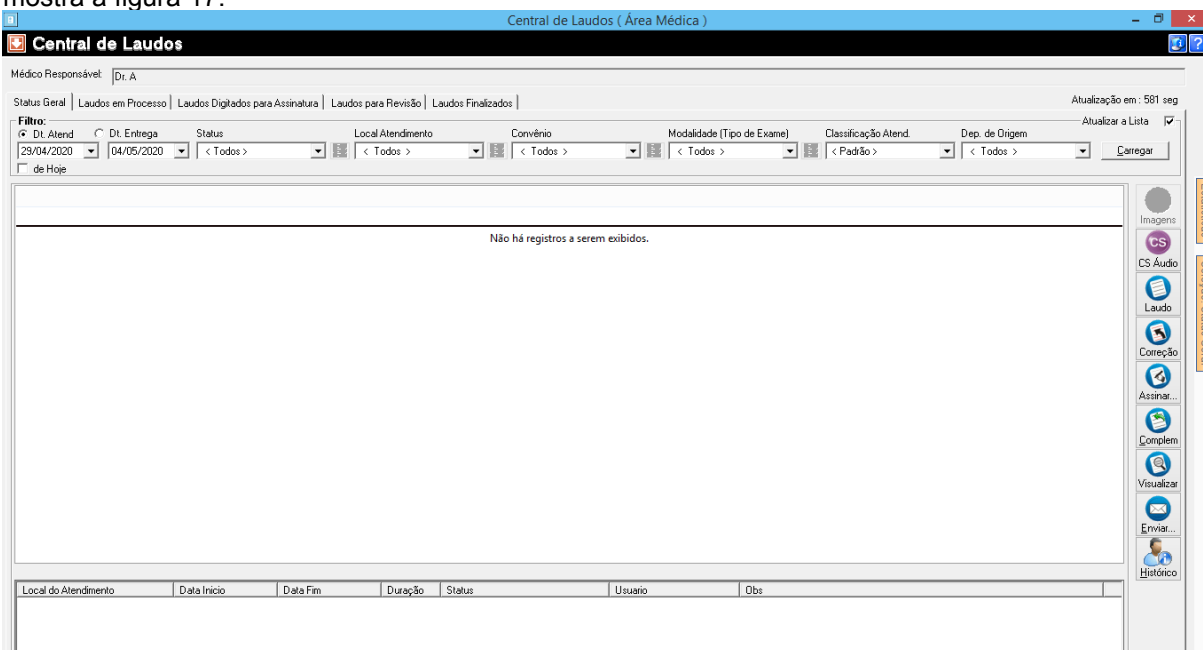 mostra a figura 17.
Central de Laudos ( Área Médica )
Central de Laudos
Médico Responsável: Dr. A
Status Geral Laudos em Processo Laudos Digitados para Assinatura Laudos para Revisão Laudos Finalizados Atualização em : 581 seg
Filtro: Atualizar a Lista
Dt. Atend Dt. Entrega Status Local Atendimento Convênio Modalidade (Tipo de Exame) Classificação Atend. Dep. de Origem
29/04/2020 04/05/2020 < Todos > < Todos > < Todos > < Todos > < Padrão > < Todos > Carregar
de Hoje
Imagens
Não há registros a serem exibidos.
CS
CS Áudio
Laudo
Correção
Assinar...
Complem
Visualizar
Enviar...
Histórico
Local do Atendimento Data Inicio Data Fim Duração Status Usuario Obs